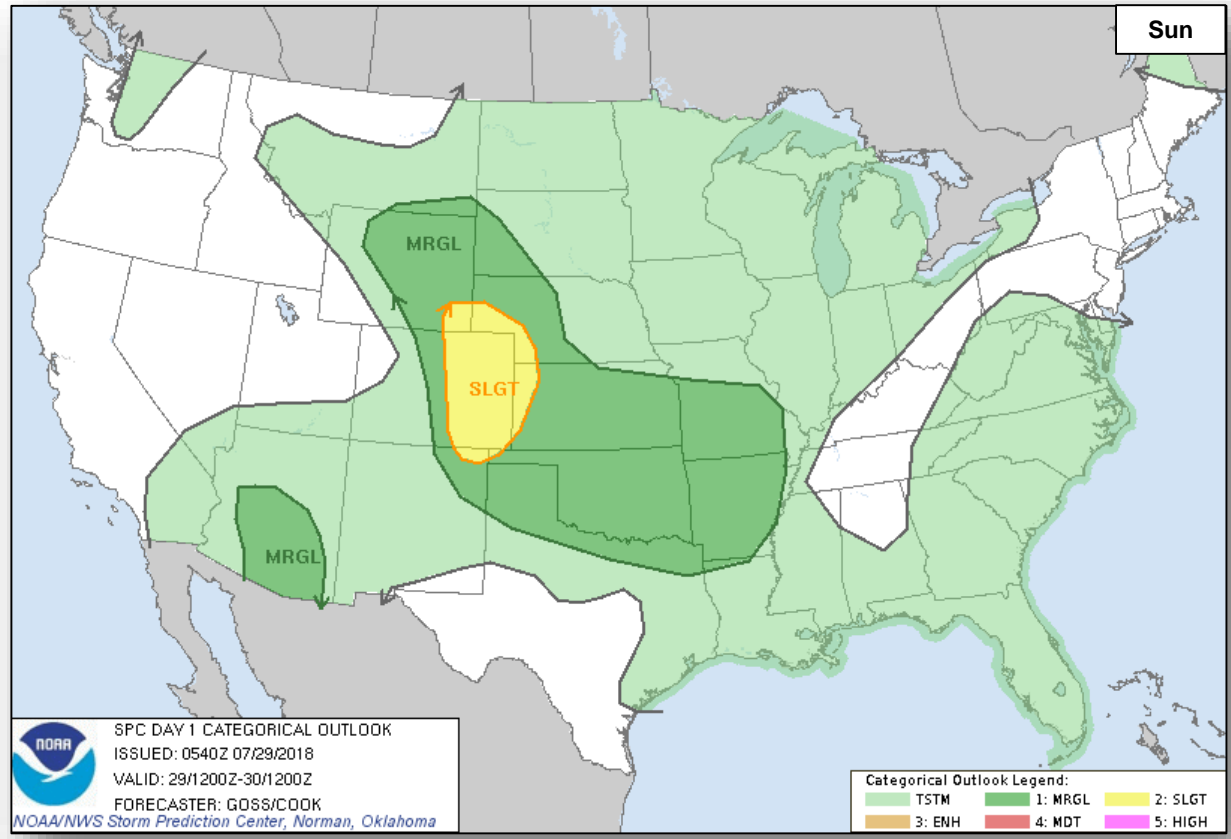 Sun
MRGL
SLGT
MRGL
NOAA
SPC DAY 1 CATEGORICAL OUTLOOK
ISSUED: 0540Z 07/29/2018
VALID: 29/1200Z-30/1200Z
FORECASTER: GOSS/COOK
NOAA/NWS Storm Prediction Center, Norman, Oklahoma
Categorical Outlook Legend:
TSTM 1: MRGL 2: SLGT
3: ENH 4: MDT 5: HIGH